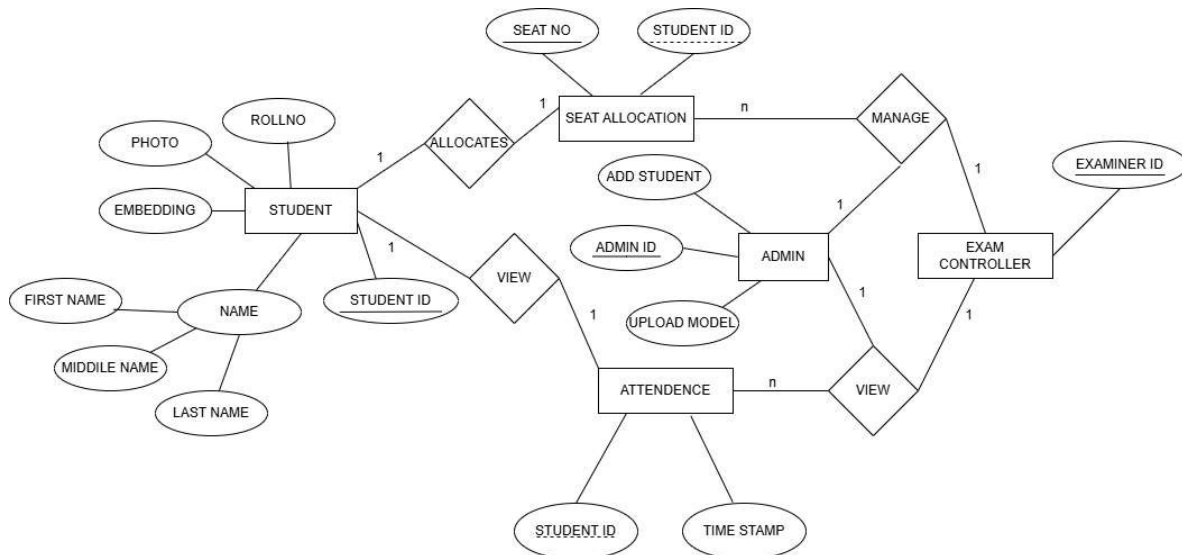 SEAT NO
STUDENT ID
ROLLNO
1
SEAT ALLOCATION
n
MANAGE
PHOTO
ALLOCATES
1
ADD STUDENT
1
EXAMINER ID
EMBEDDING
STUDENT
1
1
ADMIN ID
ADMIN
EXAM
CONTROLLER
VIEW
FIRST NAME
NAME
STUDENT ID
1
1
1
UPLOAD MODEL
MIDDILE NAME
LAST NAME
ATTENDENCE
n
VIEW
STUDENT ID
TIME STAMP